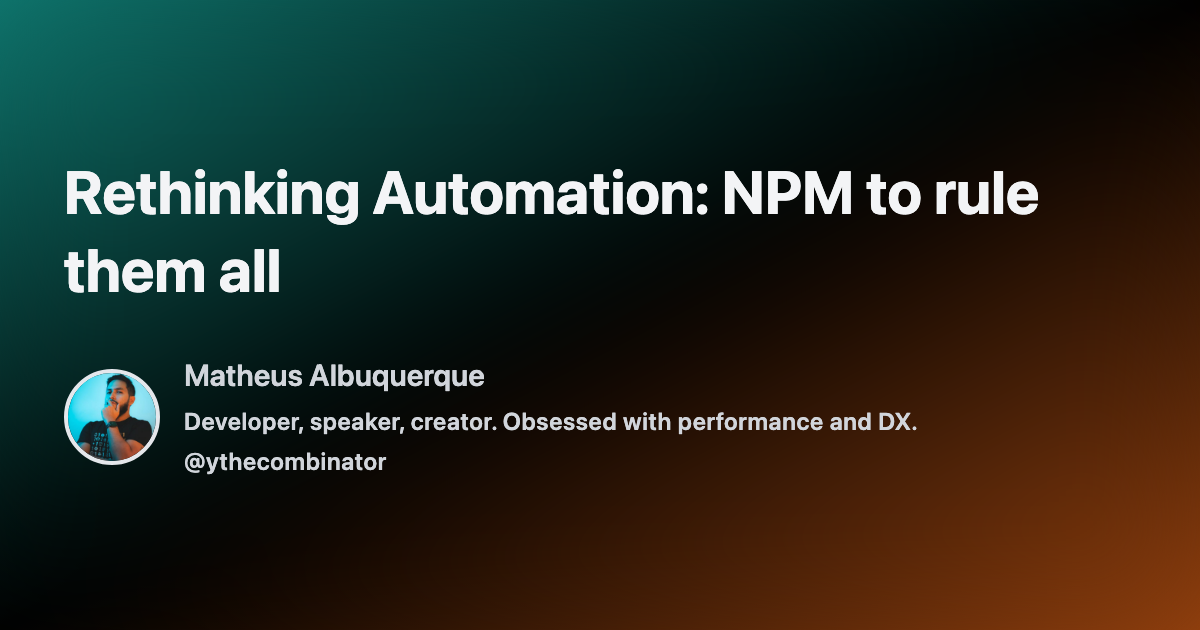 Rethinking Automation: NPM to rule
them all
Matheus Albuquerque
Developer, speaker, creator. Obsessed with performance and DX.
@ythecombinator